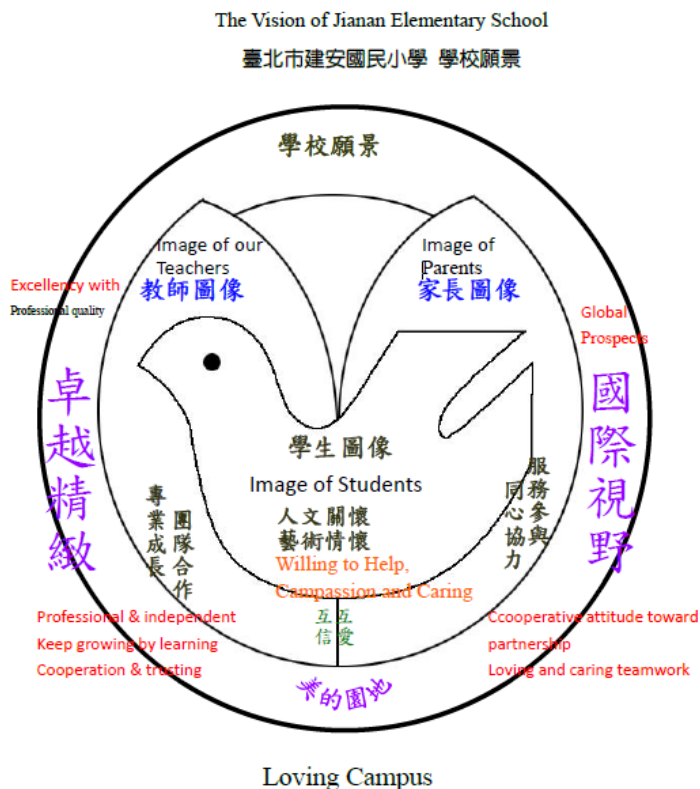 The Vision of Jianan Elementary School
臺北市建安國民小學 學校願景
學校願景
Image of our
Teachers
教師圖像
Image of
Parents
家長圖像
Excellency with
Professional quality
Global
Prospects
卓越精緻
國際視野
學生圖像
Image of Students
人文關懷
藝術情懷
Willing to Help,
Campassion and Caring
團隊合作
專業成長
服務參與
同心協力
互愛
互信
Professional & independent
Keep growing by learning
Cooperation & trusting
Ccooperative attitude toward
partnership
Loving and caring teamwork
美的園地
Loving Campus